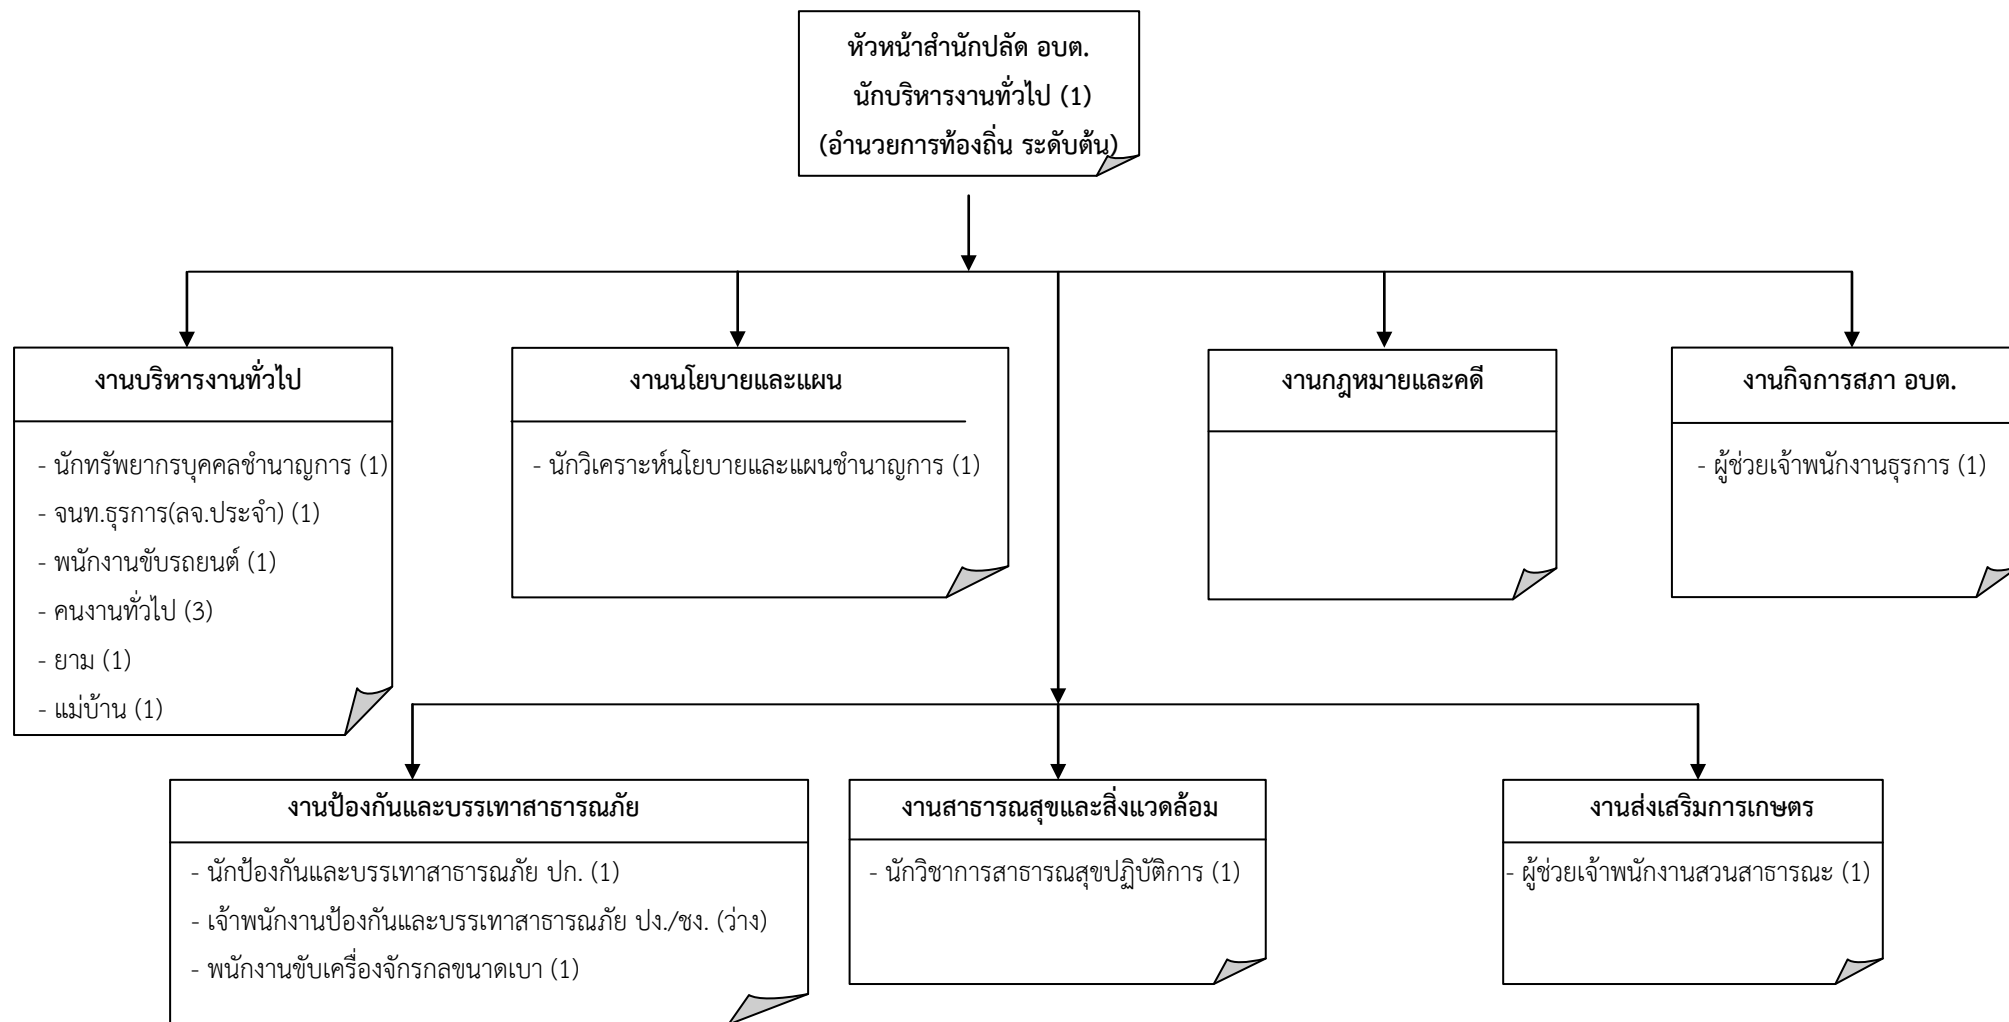 หัวหน้าสำนักปลัด อบต.
นักบริหารงานทั่วไป (1)
(อำนวยการท้องถิ่น ระดับต้น)
งานบริหารงานทั่วไป
- นักทรัพยากรบุคคลชำนาญการ (1)
- จนท.ธุรการ(ลจ.ประจำ) (1)
- พนักงานขับรถยนต์ (1)
- คนงานทั่วไป (3)
- ยาม (1)
- แม่บ้าน (1)
งานนโยบายและแผน
- นักวิเคราะห์นโยบายและแผนชำนาญการ (1)
งานกฎหมายและคดี
งานกิจการสภา อบต.
- ผู้ช่วยเจ้าพนักงานธุรการ (1)
งานป้องกันและบรรเทาสาธารณภัย
- นักป้องกันและบรรเทาสาธารณภัย ปก. (1)
- เจ้าพนักงานป้องกันและบรรเทาสาธารณภัย ปง./ชง. (ว่าง)
- พนักงานขับเครื่องจักรกลขนาดเบา (1)
งานสาธารณสุขและสิ่งแวดล้อม
- นักวิชาการสาธารณสุขปฏิบัติการ (1)
งานส่งเสริมการเกษตร
- ผู้ช่วยเจ้าพนักงานสวนสาธารณะ (1)